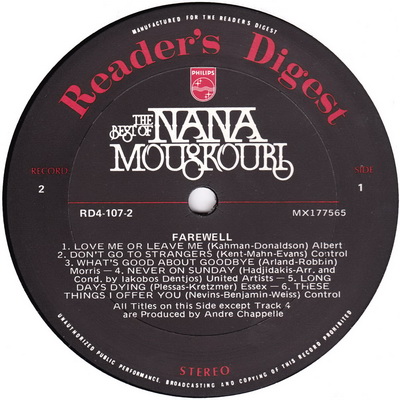 MANUFACTURED FOR THE READER'S DIGEST
Reader's Digest
PHILIPS
THE BEST OF NANA
MOUSKOURI
RECORD
2
SIDE
1
RD4-107-2
MX177565
FAREWELL
1. LOVE ME OR LEAVE ME (Kahman-Donaldson) Albert
2. DON'T GO TO STRANGERS (Kent-Mahn-Evans) Control
3. WHAT'S GOOD ABOUT GOODBYE (Arland-Robbin)
Morris — 4. NEVER ON SUNDAY (Hadjidakis-Arr. and
Cond. by Iakobos Dentjos) United Artists — 5. LONG
DAYS DYING (Plessas-Kretzmer) Essex — 6. THESE
THINGS I OFFER YOU (Nevins-Benjamin-Weiss) Control
All Titles on this Side except Track 4
are Produced by Andre Chappelle
STEREO
UNAUTHORIZED PUBLIC PERFORMANCE, BROADCASTING AND COPYING OF THIS RECORD PROHIBITED